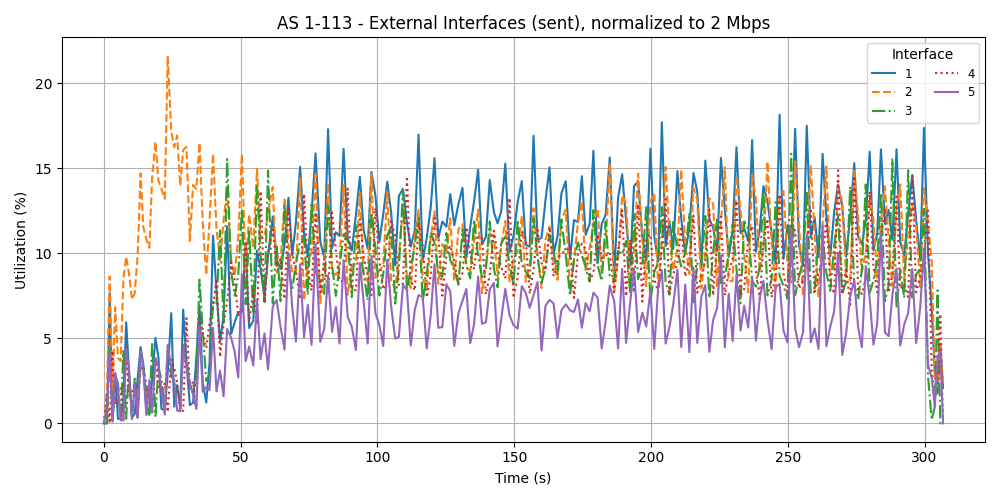 AS 1-113 - External Interfaces (sent), normalized to 2 Mbps
Utilization (%)
20
15
10
5
0
0 50 100 150 200 250 300
Time (s)
Interface
1 4
2 5
3